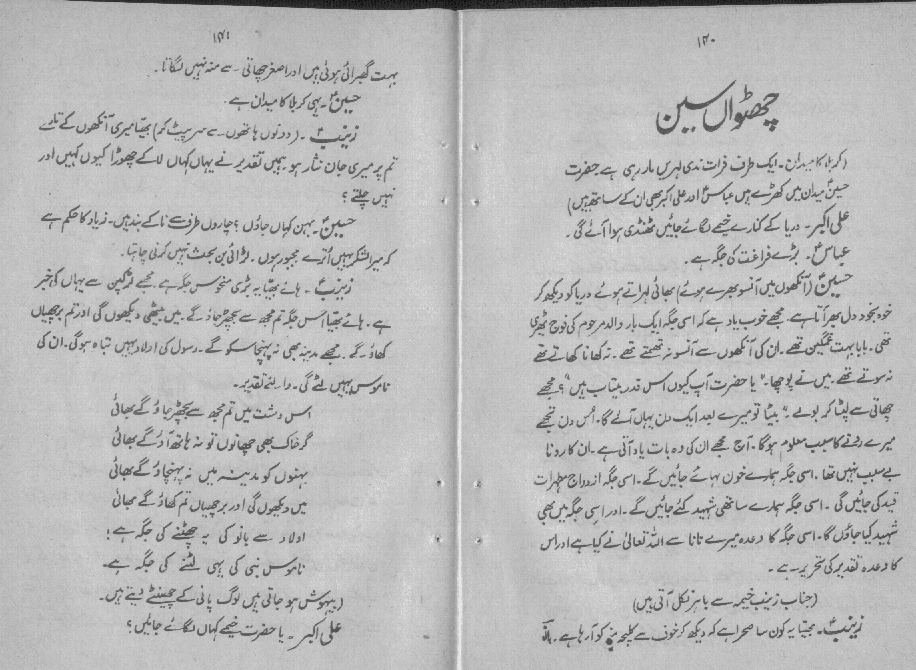 ۱۴۰
چھٹواں سین
(کربلا کا میدان۔ ایک طرف فرات ندی لہریں مار رہی ہے حضرت
حسینؑ میدان میں کھڑے ہیں عباسؑ اور علی اکبر بھی ان کے ساتھ ہیں)
علی اکبر۔ دریا کے کنارے خیمے لگائے جائیں ٹھنڈی ہوا آئے گی۔
عباسؑ۔ بڑے فراغت کی جگہ ہے۔
حسینؑ (آنکھوں میں آنسو بھرے ہوئے) بھائی لہراتے ہوئے دریا کو دیکھ کر
خود بخود دل بھر آتا ہے۔ مجھے خوب یاد ہے کہ اسی جگہ ایک بار والد مرحوم کی فوج ٹھیری
تھی۔ بابا بہت غمگین تھے۔ ان کی آنکھوں سے آنسو نہ تھمتے تھے۔ نہ کھانا کھاتے تھے
نہ سوتے تھے۔ میں نے پوچھا۔ "یا حضرت آپ کیوں اس قدر بیتاب ہیں"؟ مجھے
چھاتی سے لپٹا کر بولے۔ "بیٹا تو میرے بعد ایک دن یہاں آئے گا۔ اُس دن تجھے
میرے رونے کا سبب معلوم ہوگا۔ آج مجھے ان کی وہ بات یاد آتی ہے۔ ان کا رونا
بے سبب نہیں تھا۔ اسی جگہ ہمارے خون بہائے جائیں گے۔ اسی جگہ ازدواج مطہرات
قید کی جائیں گی۔ اسی جگہ ہمارے ساتھی شہید کئے جائیں گے۔ اور اسی جگہ میں بھی
شہید کیا جاؤں گا۔ اسی جگہ کا وعدہ میرے نانا سے اللہ تعالیٰ نے کیا ہے اور اس
کا وعدہ تقدیر کی تحریر ہے۔
(جناب زینب خیمہ سے باہر نکل آتی ہیں)
زینبؑ۔ بھیّا یہ کون سا صحرا ہے کہ دیکھ کر خوف سے کلیجہ منہ کو آ رہا ہے۔ بانو
۱۴۱
بہت گھبرائی ہوئی ہیں اور اصغر چھاتی سے منہ نہیں لگاتا۔
حسینؑ۔ یہی کربلا کا میدان ہے۔
زینبؑ۔ (دونوں ہاتھوں سے سر پیٹ کر) بھیّا میری آنکھوں کے تارے
تم پر میری جان نثار ہو۔ ہمیں تقدیر نے یہاں کہاں لا کے چھوڑا کیوں کہیں اور
نہیں چلتے؟
حسینؑ۔ بہن کہاں جاؤں؟ چاروں طرف سے ناکے بند ہیں۔ زیاد کا حکم ہے
کہ میرا لشکر یہیں اُترے مجبور ہوں۔ لڑائی میں بحث نہیں کرنی چاہتا۔
زینبؑ۔ ہائے بھیّا یہ بڑی منحوس جگہ ہے۔ مجھے لڑکپن سے یہاں کی خبر
ہے۔ ہائے بھیا اس جگہ تم مجھ سے بچھڑ جاؤ گے۔ میں بیٹھی دیکھوں گی اور تم برچھیاں
کھاؤ گے۔ مجھے مدینہ بھی نہ پہنچا سکو گے۔ رسول کی اولاد یہیں تباہ ہوگی۔ ان کی
ناموس یہیں لٹے گی۔ وائے تقدیر۔
اس دشت میں تم مجھ سے بچھڑ جاؤ گے بھائی
گر خاک بھی چھانوں تو نہ ہاتھ آؤ گے بھائی
بہنوں کو مدینہ میں نہ پہنچاؤ گے بھائی
میں دیکھوں گی اور برچھیاں تم کھاؤ گے بھائی
اولاد سے بانو کی یہ چھٹنے کی جگہ ہے؛
ناموس نبی کی یہی لٹنے کی جگہ ہے۔
(بیہوش ہو جاتی ہیں لوگ پانی کے چھینٹے دیتے ہیں۔
علی اکبر۔ یا حضرت خیمے کہاں لگائے جائیں؟